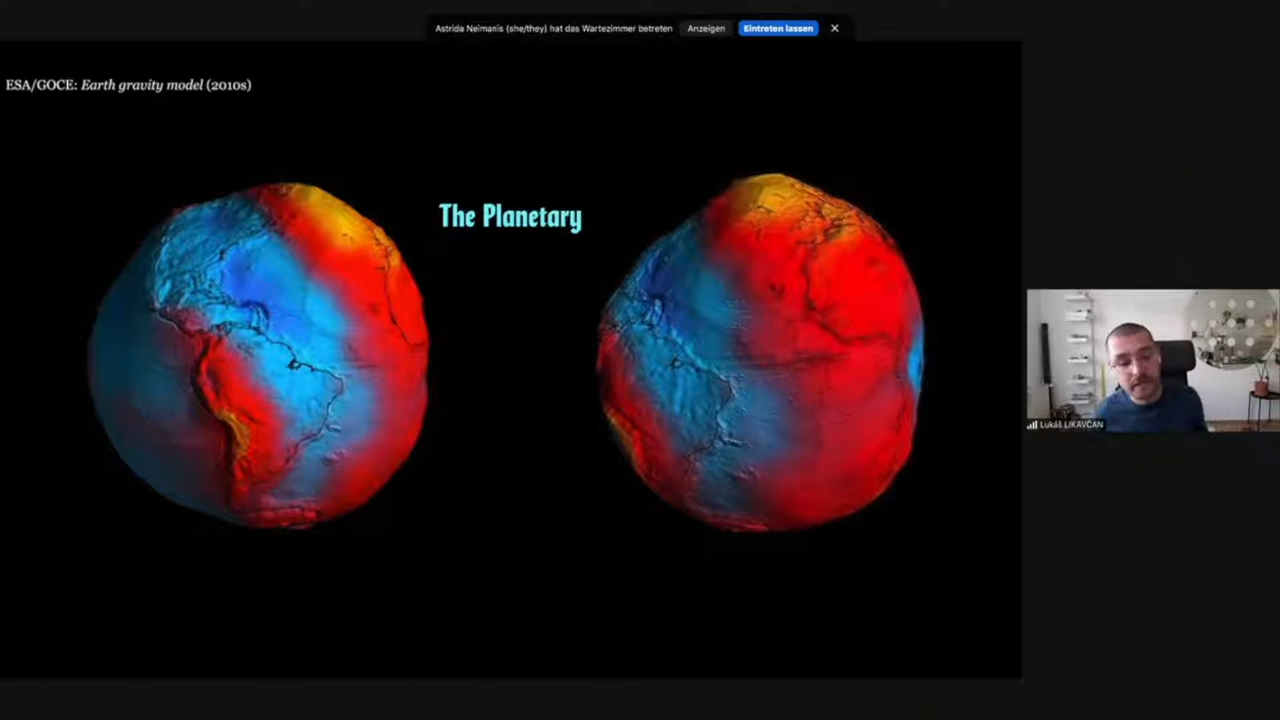 Astrida Neimanis (she/they) hat das Wartezimmer betreten Anzeigen Eintreten lassen
ESA/GOCE: Earth gravity model (2010s)
The Planetary
Lukáš LIKAVČAN